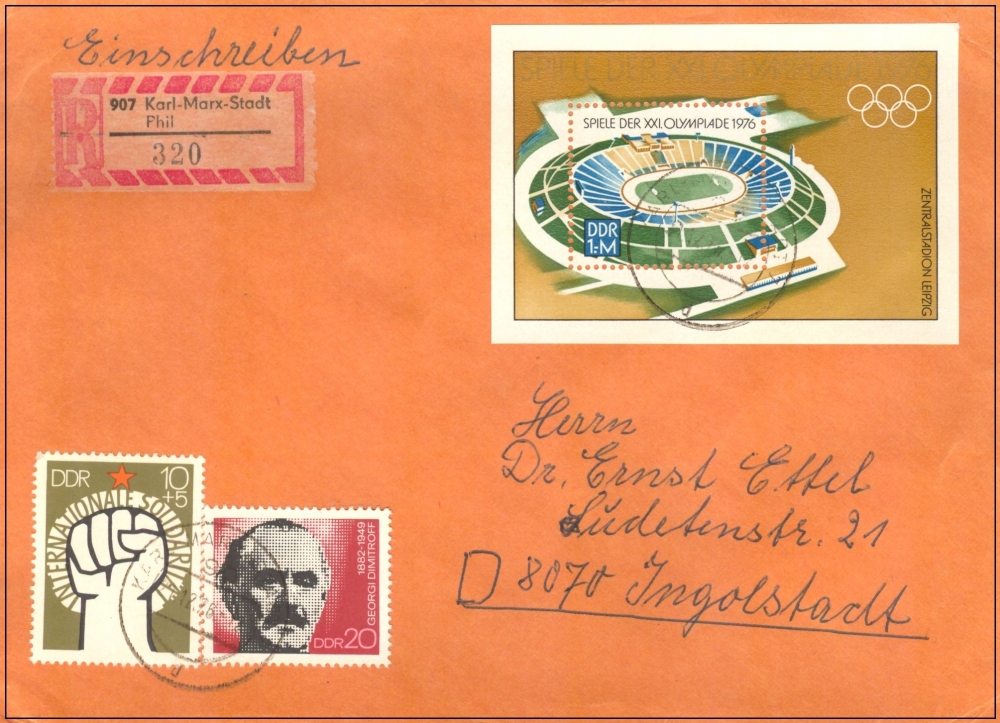 Einschreiben
R
907 Karl-Marx-Stadt
Phil
320
SPIELE DER XXI. OLYMPIADE 1976
SPIELE DER XXI. OLYMPIADE 1976
DDR
1,-M
ZENTRALSTADION LEIPZIG
Herrn
Dr. Ernst Ettel
Sudetenstr. 21
D 8070 Ingolstadt
DDR 10
+5
INTERNATIONALE SOLIDARITÄT
1882-1949
GEORGI DIMITROFF
DDR 20